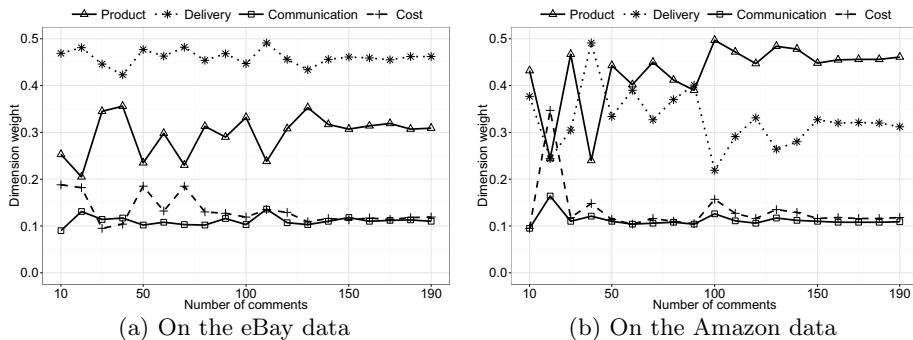 Product Delivery Communication Cost
Dimension weight
0.5
0.4
0.3
0.2
0.1
0.0
10 50 100 150 190
Number of comments
(a) On the eBay data
Product Delivery Communication Cost
Dimension weight
0.5
0.4
0.3
0.2
0.1
0.0
10 50 100 150 190
Number of comments
(b) On the Amazon data